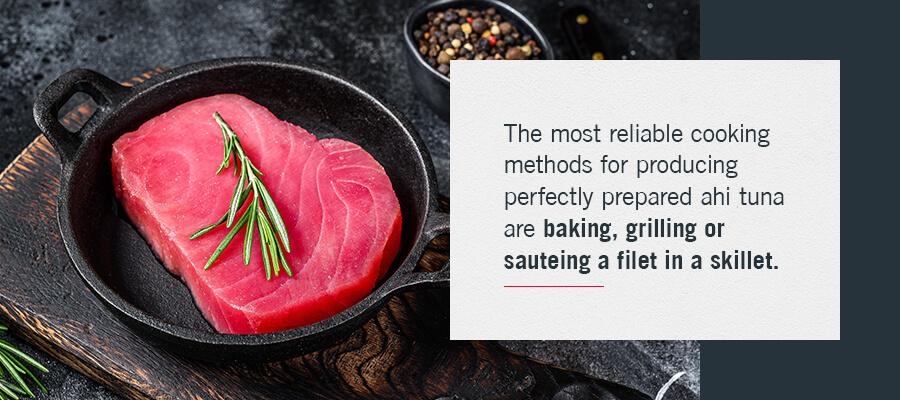 The most reliable cooking
methods for producing
perfectly prepared ahi tuna
are baking, grilling or
sauteing a filet in a skillet.